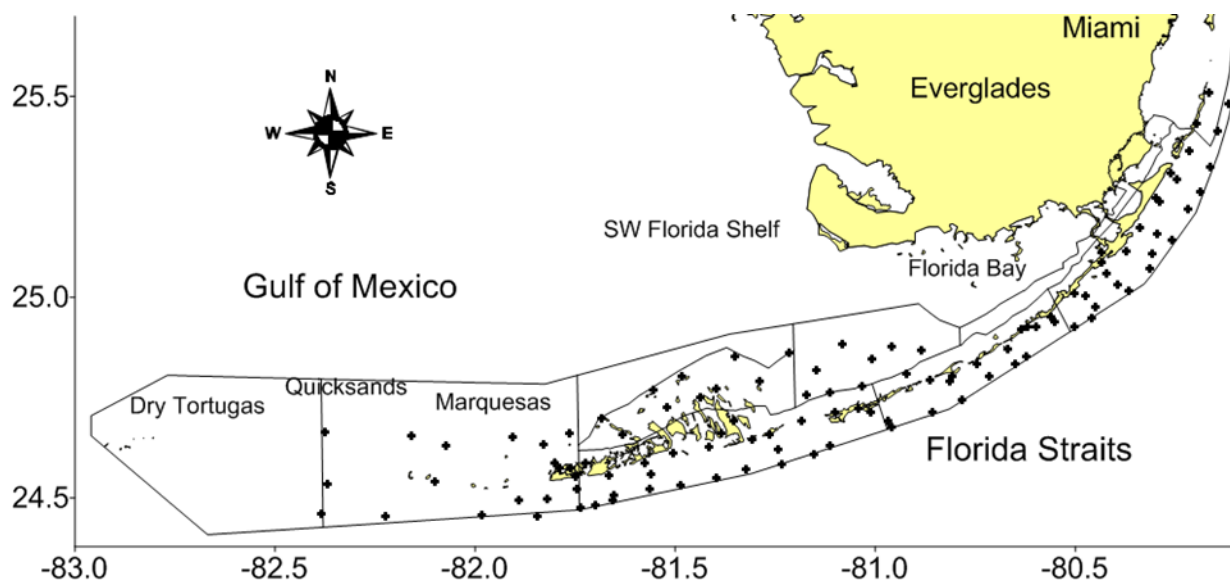 Miami
Everglades
25.5
N
W E
S
SW Florida Shelf
Florida Bay
Gulf of Mexico
25.0
Quicksands
Dry Tortugas
Marquesas
Florida Straits
24.5
-83.0 -82.5 -82.0 -81.5 -81.0 -80.5